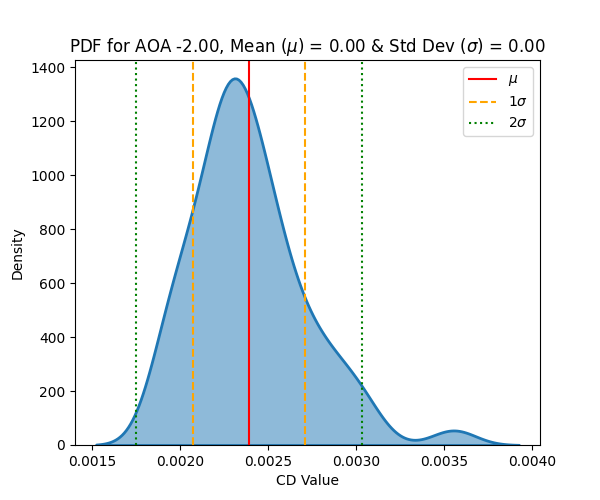 PDF for AOA -2.00, Mean (μ) = 0.00 & Std Dev (σ) = 0.00
μ
1σ
2σ
Density
1400
1200
1000
800
600
400
200
0
0.0015 0.0020 0.0025 0.0030 0.0035 0.0040
CD Value